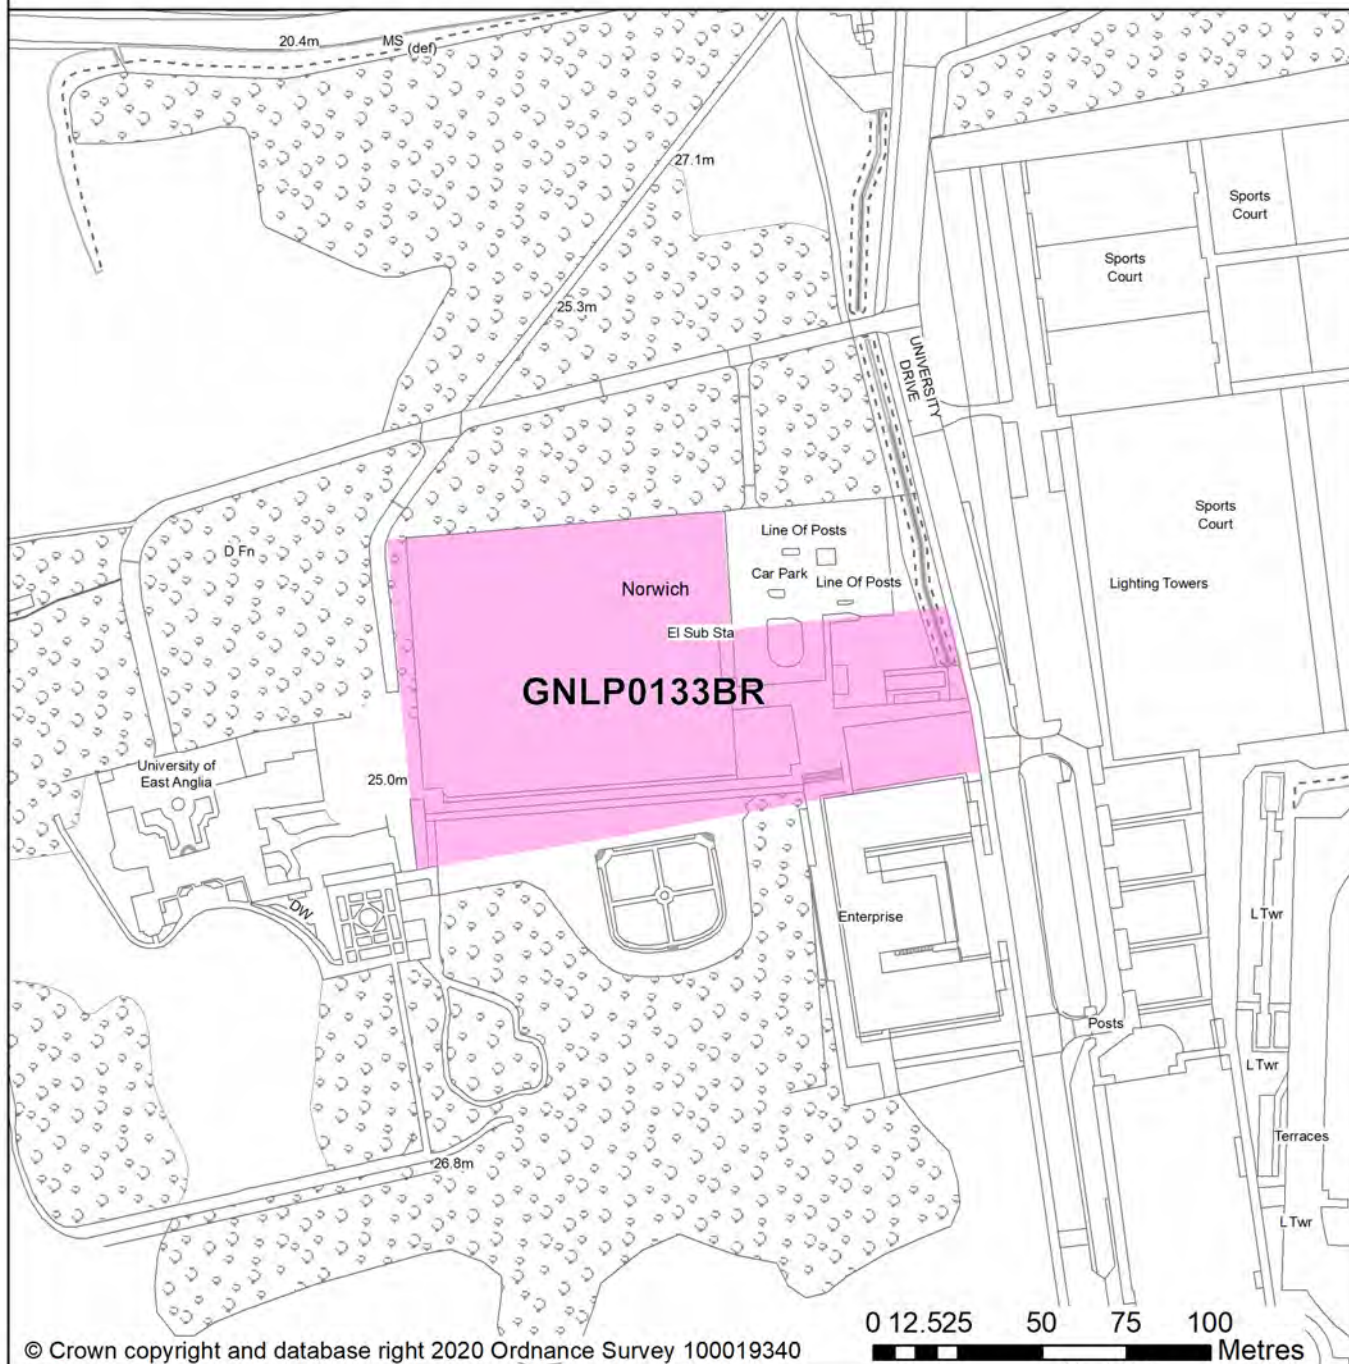 20.4m
MS
(def)
27.1m
Sports
Court
Sports
Court
25.3m
UNIVERSITY
DRIVE
Sports
Court
Line Of Posts
D Fn
Car Park
Line Of Posts
Norwich
Lighting Towers
El Sub Sta
GNLP0133BR
University of
East Anglia
25.0m
DW
Enterprise
L Twr
Posts
L Twr
Terraces
26.8m
L Twr
0 12.525 50 75 100
Metres
© Crown copyright and database right 2020 Ordnance Survey 100019340